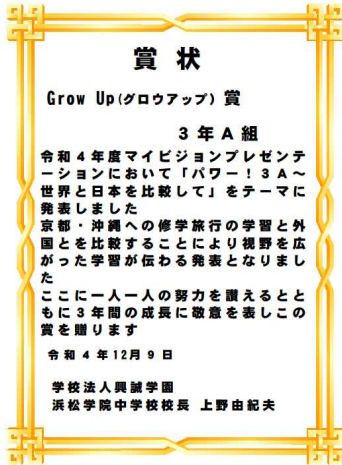 賞状
Grow Up(グロウアップ) 賞
3年A組
令和4年度マイビジョンプレゼンテ
ーションにおいて「パワー!3A~
世界と日本を比較して」をテーマに
発表しました
京都・沖縄への修学旅行の学習と外
国とを比較することにより視野を広
がった学習が伝わる発表となりまし
た
ここに一人一人の努力を讃えるとと
もに3年間の成長に敬意を表しこの
賞を贈ります
令和4年12月9日
学校法人興誠学園
浜松学院中学校校長 上野由紀夫